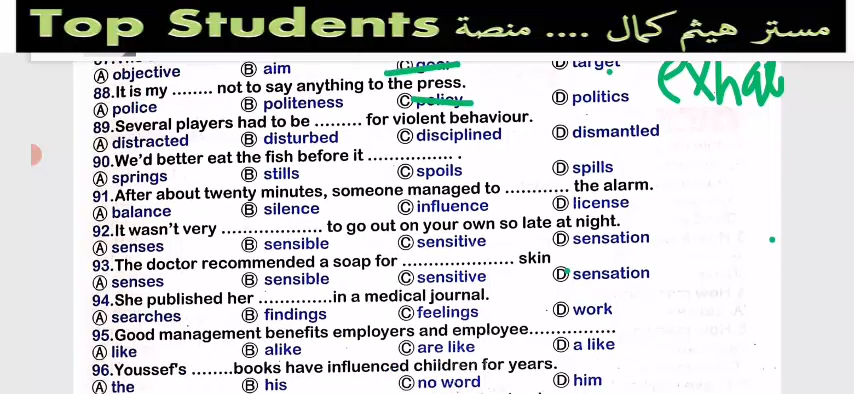 Top Students مستر هيثم كمال .... منصة
Ⓐ objective Ⓑ aim Ⓒ goal Ⓓ target
exhau
88.It is my ........ not to say anything to the press.
Ⓐ police Ⓑ politeness Ⓒ policy Ⓓ politics
89.Several players had to be ......... for violent behaviour.
Ⓐ distracted Ⓑ disturbed Ⓒ disciplined Ⓓ dismantled
90.We'd better eat the fish before it ................ .
Ⓐ springs Ⓑ stills Ⓒ spoils Ⓓ spills
91.After about twenty minutes, someone managed to ............ the alarm.
Ⓐ balance Ⓑ silence Ⓒ influence Ⓓ license
92.It wasn't very ................... to go out on your own so late at night.
Ⓐ senses Ⓑ sensible Ⓒ sensitive Ⓓ sensation
93.The doctor recommended a soap for ..................... skin
Ⓐ senses Ⓑ sensible Ⓒ sensitive Ⓓ sensation
94.She published her ..............in a medical journal.
Ⓐ searches Ⓑ findings Ⓒ feelings Ⓓ work
95.Good management benefits employers and employee................
Ⓐ like Ⓑ alike Ⓒ are like Ⓓ a like
96.Youssef's ........books have influenced children for years.
Ⓐ the Ⓑ his Ⓒ no word Ⓓ him